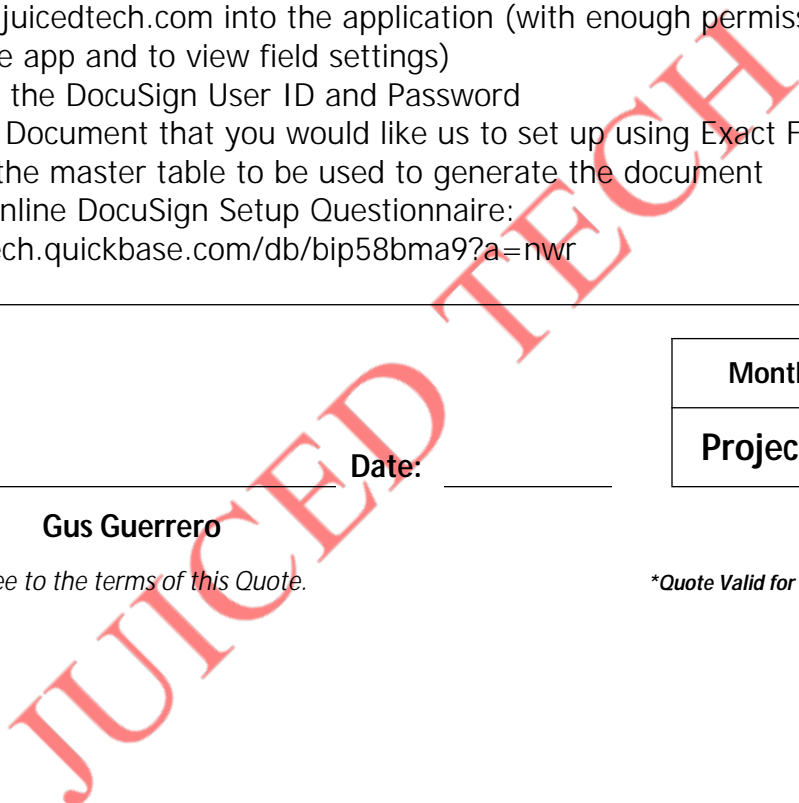 juicedtech.com into the application (with enough permiss
e app and to view field settings)
the DocuSign User ID and Password
Document that you would like us to set up using Exact F
the master table to be used to generate the document
nline DocuSign Setup Questionnaire:
ech.quickbase.com/db/bip58bma9?a=nwr
Month
Projec
Date:
Gus Guerrero
ee to the terms of this Quote.
*Quote Valid for
JUICED TECH